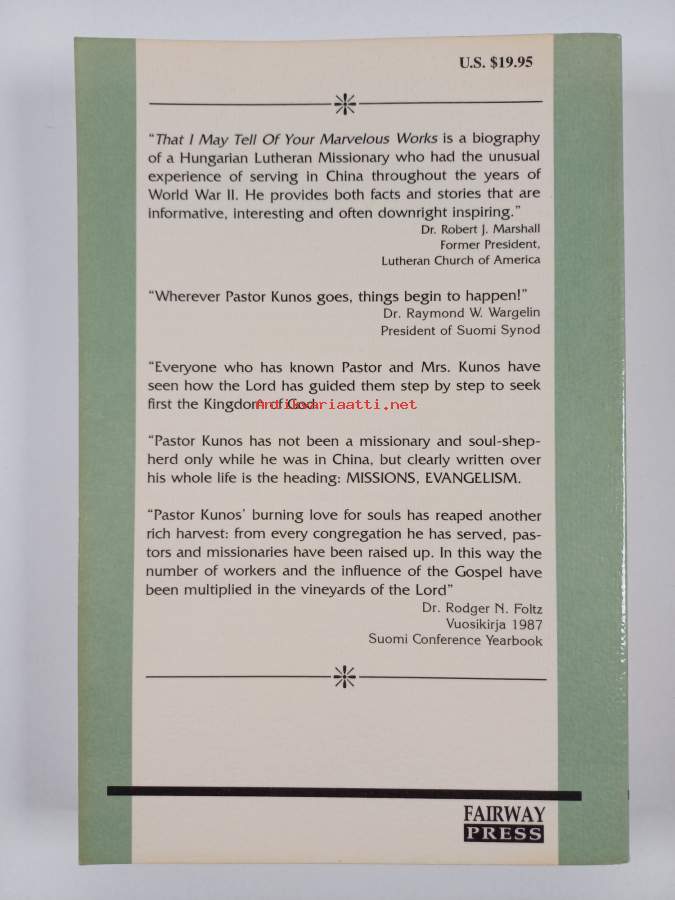 U.S. $19.95
“That I May Tell Of Your Marvelous Works is a biography
of a Hungarian Lutheran Missionary who had the unusual
experience of serving in China throughout the years of
World War II. He provides both facts and stories that are
informative, interesting and often downright inspiring.”
Dr. Robert J. Marshall
Former President,
Lutheran Church of America
“Wherever Pastor Kunos goes, things begin to happen!”
Dr. Raymond W. Wargelin
President of Suomi Synod
“Everyone who has known Pastor and Mrs. Kunos have
seen how the Lord has guided them step by step to seek
first the Kingdom of God.
Antikvariaatti.net
“Pastor Kunos has not been a missionary and soul-shep-
herd only while he was in China, but clearly written over
his whole life is the heading: MISSIONS, EVANGELISM.
“Pastor Kunos’ burning love for souls has reaped another
rich harvest: from every congregation he has served, pas-
tors and missionaries have been raised up. In this way the
number of workers and the influence of the Gospel have
been multiplied in the vineyards of the Lord”
Dr. Rodger N. Foltz
Vuosikirja 1987
Suomi Conference Yearbook
FAIRWAY
PRESS